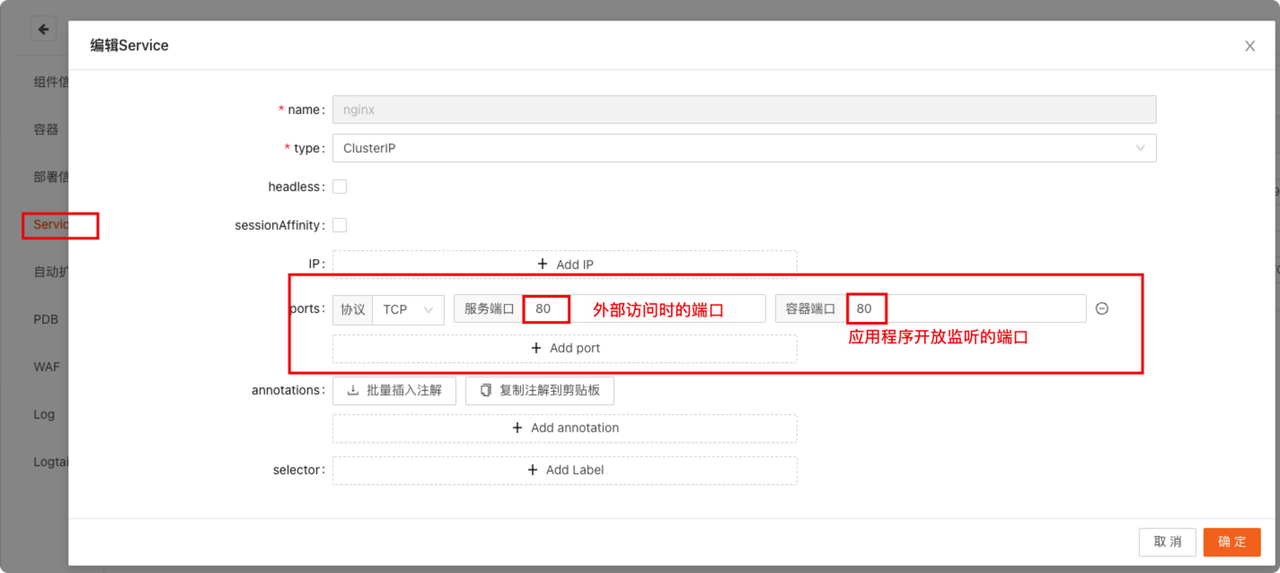 编辑Service
组件信
容器
部署信
Servic
自动扩
PDB
WAF
Log
Logtai
* name :
nginx
* type :
ClusterIP
headless :
sessionAffinity :
IP :
+ Add IP
ports :
协议
TCP
服务端口
80
外部访问时的端口
容器端口
80
应用程序开放监听的端口
+ Add port
annotations :
批量插入注解
复制注解到剪贴板
+ Add annotation
selector :
+ Add Label
取 消
确 定